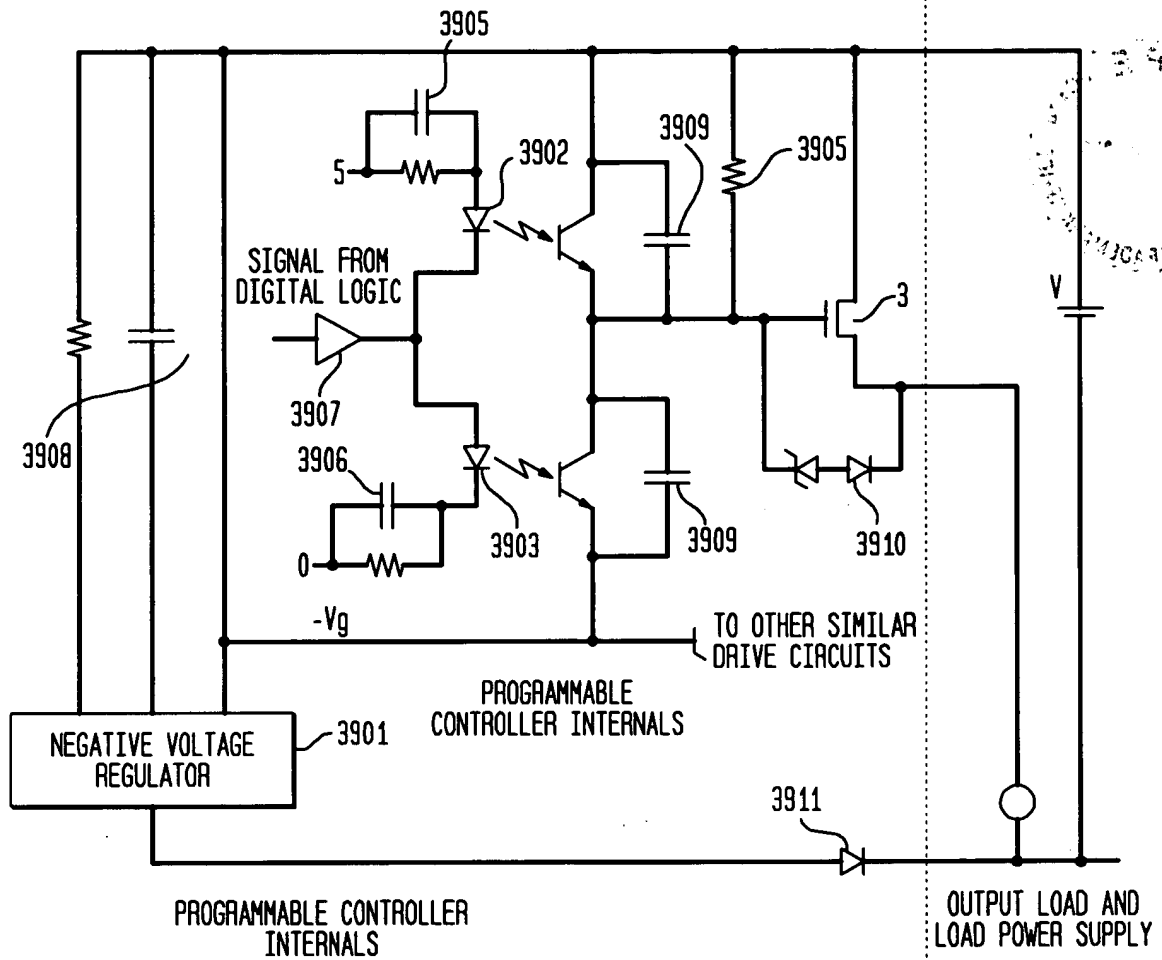 3905
3902
3909
3905
5
SIGNAL FROM
DIGITAL LOGIC
V
3
3907
3908
3906
3903
3909
3910
0
-Vg
TO OTHER SIMILAR
DRIVE CIRCUITS
PROGRAMMABLE
CONTROLLER INTERNALS
NEGATIVE VOLTAGE
REGULATOR
3901
3911
PROGRAMMABLE CONTROLLER
INTERNALS
OUTPUT LOAD AND
LOAD POWER SUPPLY